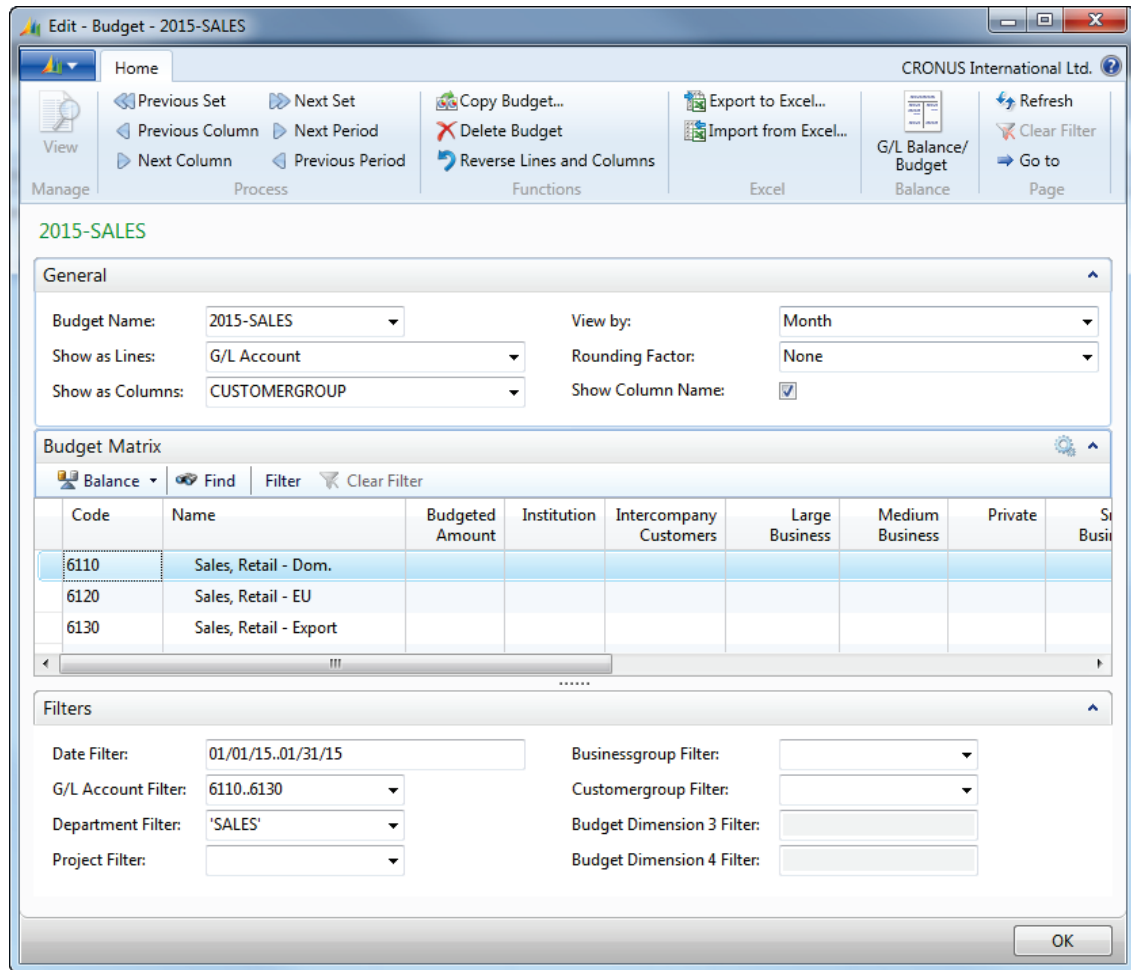 Edit - Budget - 2015-SALES
Home
CRONUS International Ltd.
View
Previous Set
Next Set
Previous Column
Next Period
Next Column
Previous Period
Copy Budget...
Delete Budget
Reverse Lines and Columns
Export to Excel...
Import from Excel...
G/L Balance/
Budget
Refresh
Clear Filter
Go to
Manage
Process
Functions
Excel
Balance
Page
2015-SALES
General
Budget Name: 2015-SALES
View by: Month
Show as Lines: G/L Account
Rounding Factor: None
Show as Columns: CUSTOMERGROUP
Show Column Name:
Budget Matrix
Balance Find Filter Clear Filter
Code Name Budgeted Institution Intercompany Large Medium Private
Amount Customers Business Business
6110 Sales, Retail - Dom.
6120 Sales, Retail - EU
6130 Sales, Retail - Export
Filters
Date Filter: 01/01/15..01/31/15
Businessgroup Filter:
G/L Account Filter: 6110..6130
Customergroup Filter:
Department Filter: 'SALES'
Budget Dimension 3 Filter:
Project Filter:
Budget Dimension 4 Filter:
OK